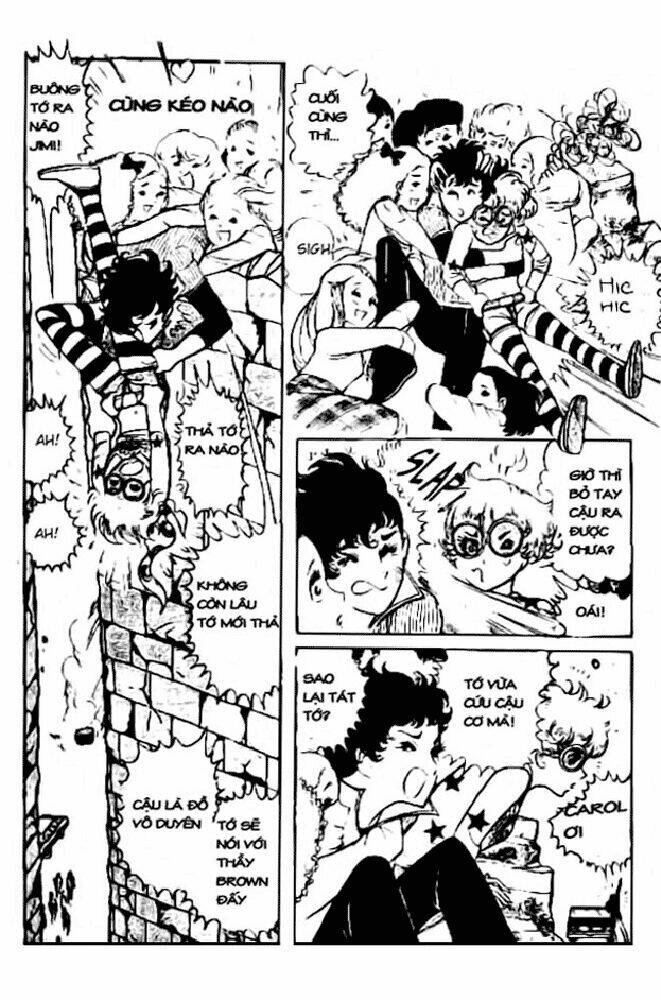 BUÔNG
TỚ RA
NÀO
JIMI!
CÙNG KÉO NÀO
AH!
AH!
THẢ TỚ
RA NÀO
KHÔNG
CÒN LÂU
TỚ MỚI THẢ
CẬU LÀ ĐỒ
VÔ DUYÊN
TỚ SẼ
NÓI VỚI
THẦY
BROWN
ĐẤY
CUỐI
CÙNG
THÌ...
SIGH!
HIC
HIC
SLAP!
GIỜ THÌ
BỎ TAY
CẬU RA
ĐƯỢC
CHƯA?
OÁI!
SAO
LẠI TÁT
TỚ?
TỚ VỪA
CỨU CẬU
CƠ MÀ!
CAROL
ƠI